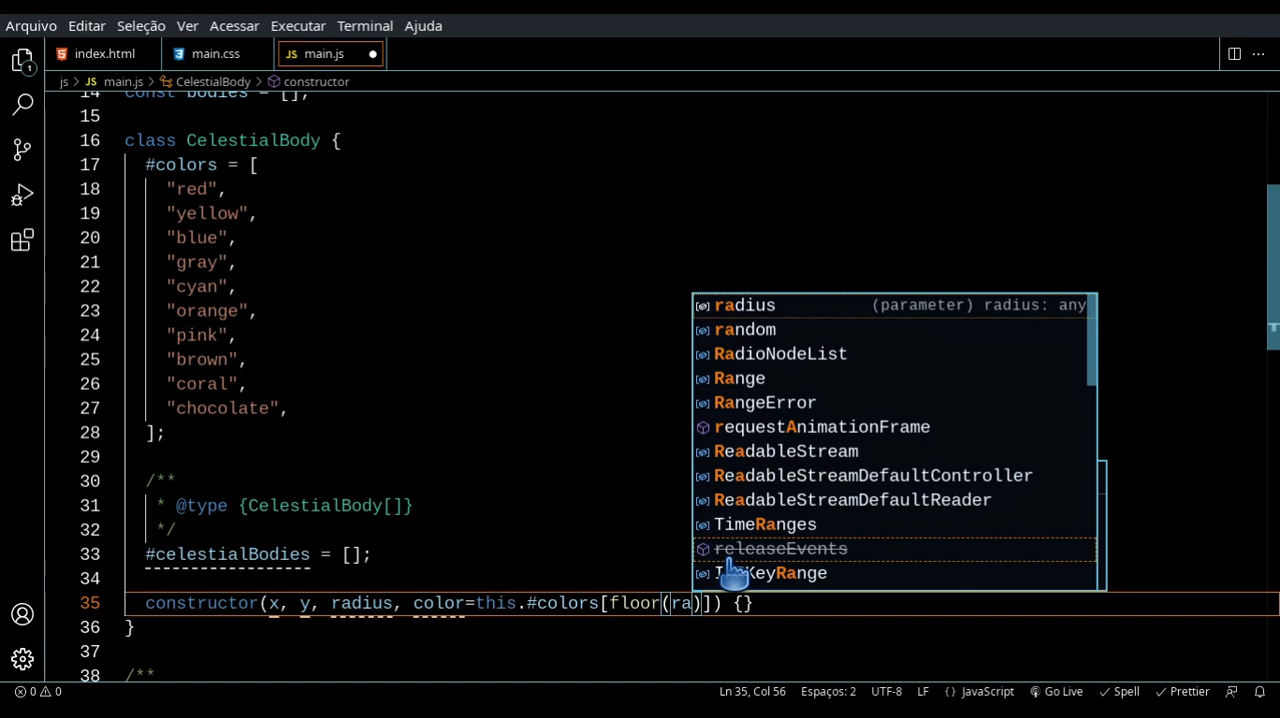 Arquivo Editar Seleção Ver Acessar Executar Terminal Ajuda
index.html main.css JS main.js
js > JS main.js > CelestialBody > constructor
14 const bodies = [];
15
16 class CelestialBody {
17 #colors = [
18 "red",
19 "yellow",
20 "blue",
21 "gray",
22 "cyan",
23 "orange",
24 "pink",
25 "brown",
26 "coral",
27 "chocolate",
28 ];
29
30 /**
31 * @type {CelestialBody[]}
32 */
33 #celestialBodies = [];
34
35 constructor(x, y, radius, color=this.#colors[floor(ra)]) {}
36 }
37
38 /**
radius (parameter) radius: any
random
RadioNodeList
Range
RangeError
requestAnimationFrame
ReadableStream
ReadableStreamDefaultController
ReadableStreamDefaultReader
TimeRanges
releaseEvents
1
0 0 Ln 35, Col 56 Espaços: 2 UTF-8 LF {} JavaScript Go Live Spell Prettier